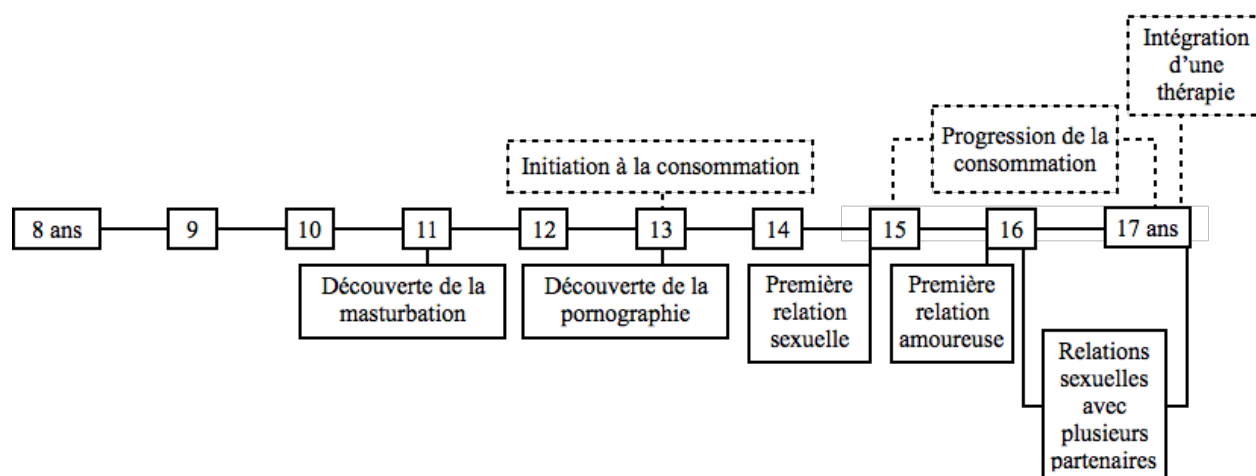 Intégration
d’une
thérapie
Progression de la
consommation
Initiation à la consommation
8 ans
9
10
11
12
13
14
15
16
17 ans
Découverte de la
masturbation
Découverte de la
pornographie
Première
relation
sexuelle
Première
relation
amoureuse
Relations
sexuelles
avec
plusieurs
partenaires